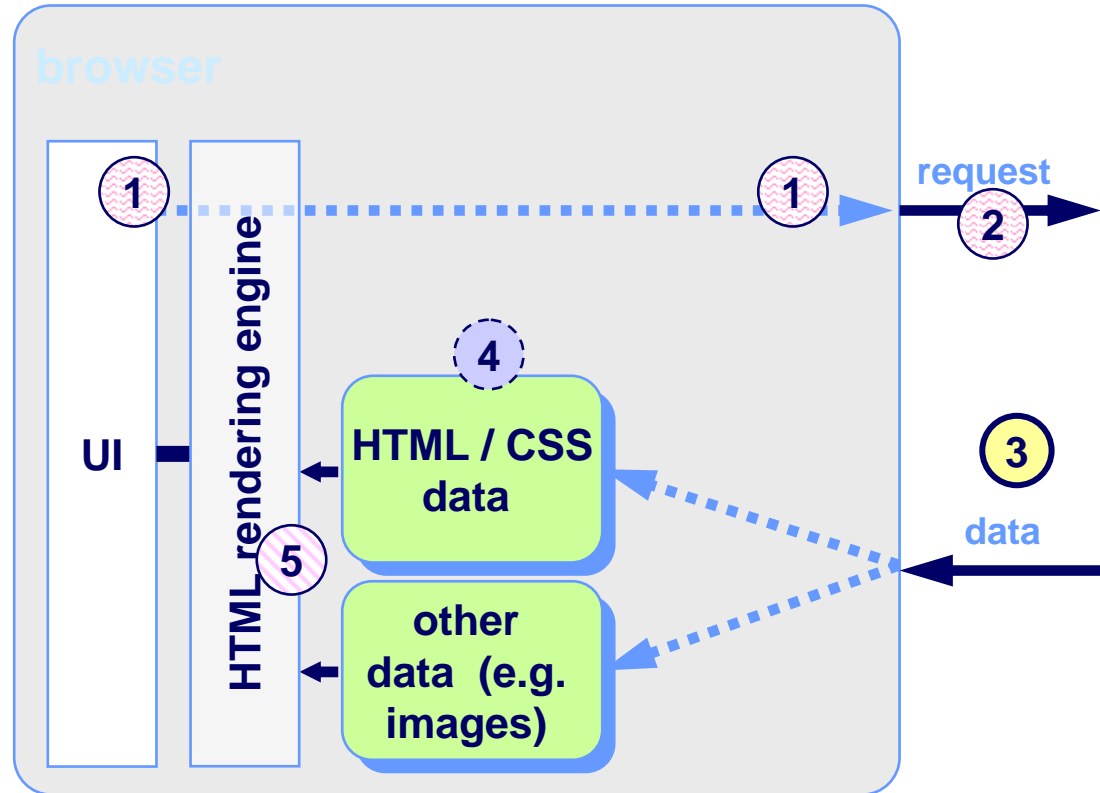 browser
1
1
request
2
HTML rendering engine
4
UI
HTML / CSS
data
3
data
5
other
data (e.g.
images)